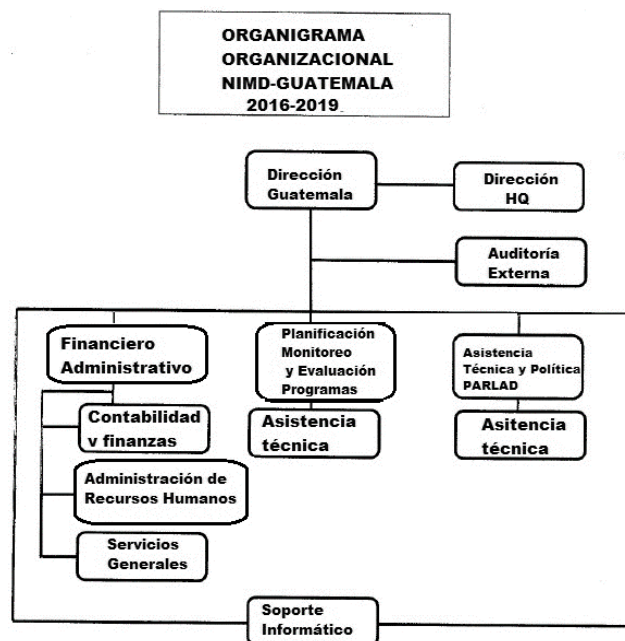 ORGANIGRAMA
ORGANIZACIONAL
NIMD-GUATEMALA
2016-2019
Dirección
Guatemala
Dirección
HQ
Auditoría
Externa
Financiero
Administrativo
Planificación
Monitoreo
y Evaluación
Programas
Asistencia
Técnica y Política
PARLAD
Contabilidad
v finanzas
Asistencia
técnica
Asitencia
técnica
Administración de
Recursos Humanos
Servicios
Generales
Soporte
Informático